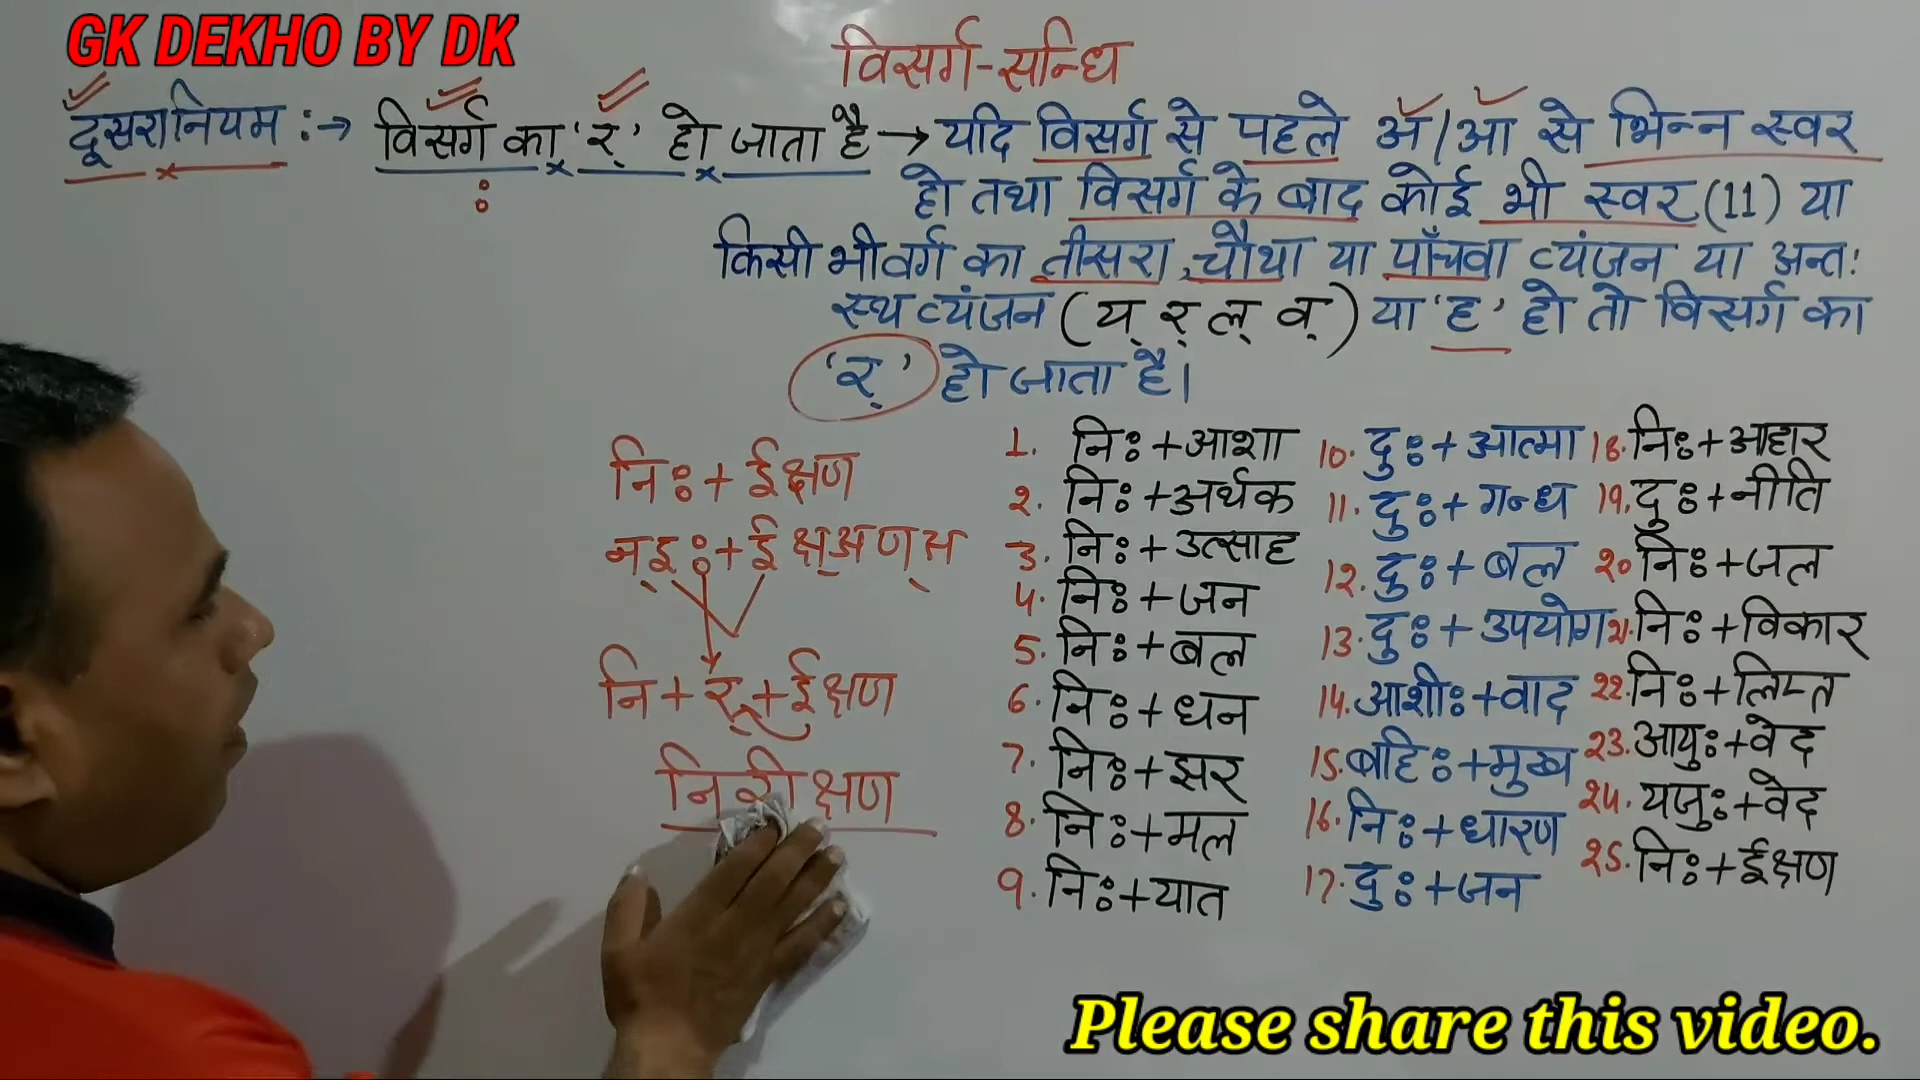 GK DEKHO BY DK
विसर्ग-सन्धि
दूसरा नियम :→ विसर्ग का 'र्' हो जाता है → यदि विसर्ग से पहले अ/आ से भिन्न स्वर
हो तथा विसर्ग के बाद कोई भी स्वर (11) या
किसी भी वर्ग का तीसरा, चौथा या पाँचवा व्यंजन या अन्तः
स्थ व्यंजन (य् र् ल् व्) या 'ह' हो तो विसर्ग का
'र्' हो जाता है।
निः + ईक्षण
न् इ ः + ई क्ष् अ ण् अ
नि + र् + ईक्षण
निरीक्षण
1. निः + आशा
2. निः + अर्थक
3. निः + उत्साह
4. निः + जन
5. निः + बल
6. निः + धन
7. निः + झर
8. निः + मल
9. निः + यात
10. दुः + आत्मा
11. दुः + गन्ध
12. दुः + बल
13. दुः + उपयोग
14. आशीः + वाद
15. बहिः + मुख
16. निः + धारण
17. दुः + जन
18. निः + आहार
19. दुः + नीति
20 निः + जल
21. निः + विकार
22. निः + लिप्त
23. आयुः + वेद
24. यजुः + वेद
25. निः + ईक्षण
Please share this video.